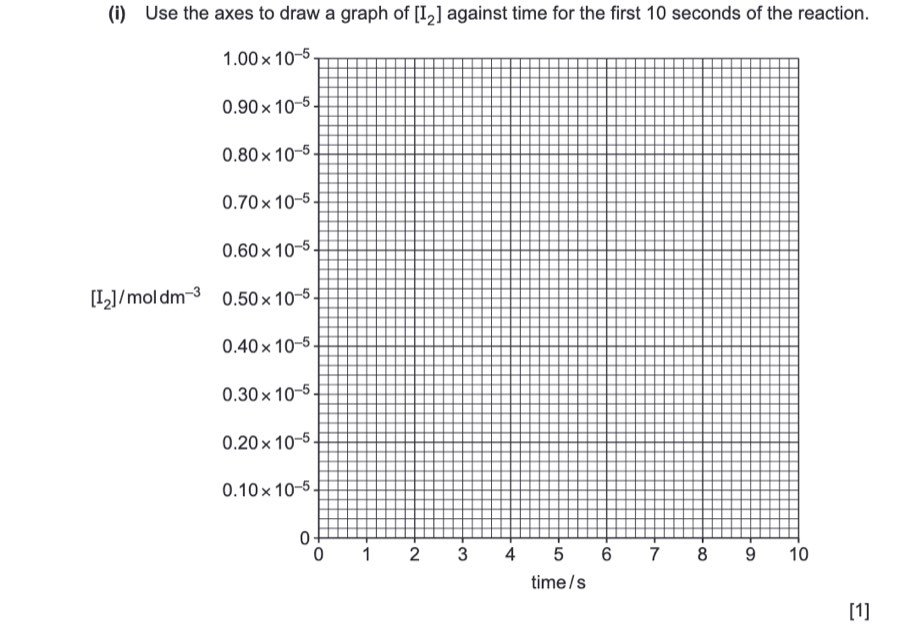 (i) Use the axes to draw a graph of [I₂] against time for the first 10 seconds of the reaction.
1.00 × 10⁻⁵
0.90 × 10⁻⁵
0.80 × 10⁻⁵
0.70 × 10⁻⁵
0.60 × 10⁻⁵
[I₂]/mol dm⁻³ 0.50 × 10⁻⁵
0.40 × 10⁻⁵
0.30 × 10⁻⁵
0.20 × 10⁻⁵
0.10 × 10⁻⁵
0
0 1 2 3 4 5 6 7 8 9 10
time/s
[1]